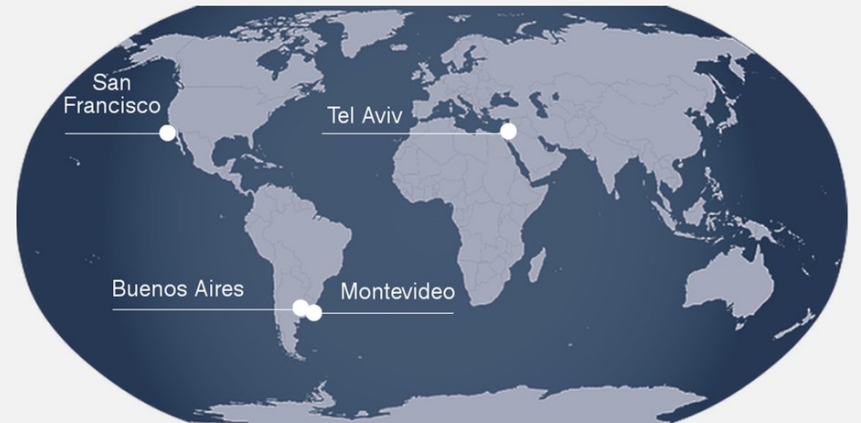 San
Francisco
Tel Aviv
Buenos Aires
Montevideo